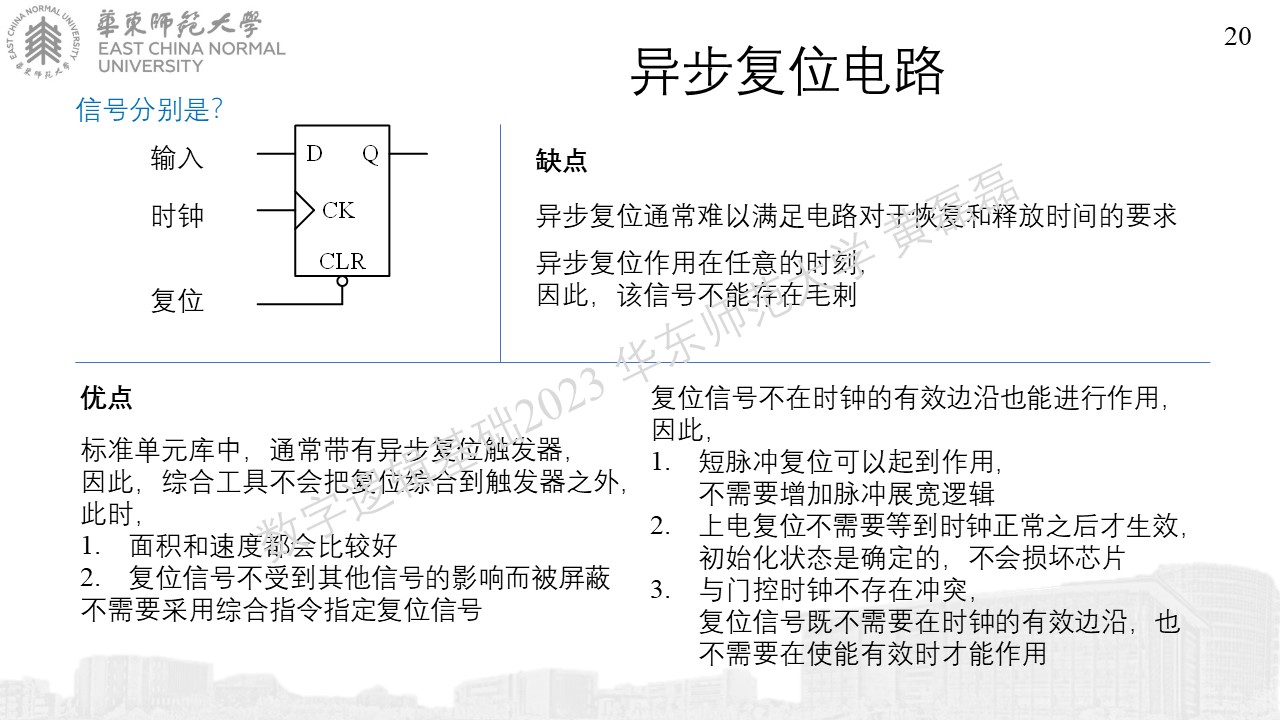 EAST CHINA NORMAL UNIVERSITY
華東師范大學
華東師范大學
EAST CHINA NORMAL
UNIVERSITY
20
异步复位电路
信号分别是?
输入
时钟
复位
D Q
CK
CLR
缺点
异步复位通常难以满足电路对于恢复和释放时间的要求
异步复位作用在任意的时刻,
因此，该信号不能存在毛刺
优点
标准单元库中，通常带有异步复位触发器,
因此，综合工具不会把复位综合到触发器之外,
此时,
1. 面积和速度都会比较好
2. 复位信号不受到其他信号的影响而被屏蔽
不需要采用综合指令指定复位信号
复位信号不在时钟的有效边沿也能进行作用,
因此,
1. 短脉冲复位可以起到作用,
不需要增加脉冲展宽逻辑
2. 上电复位不需要等到时钟正常之后才生效,
初始化状态是确定的，不会损坏芯片
3. 与门控时钟不存在冲突,
复位信号既不需要在时钟的有效边沿，也
不需要在使能有效时才能作用
数字逻辑基础2023 华东师范大学 黄磊磊